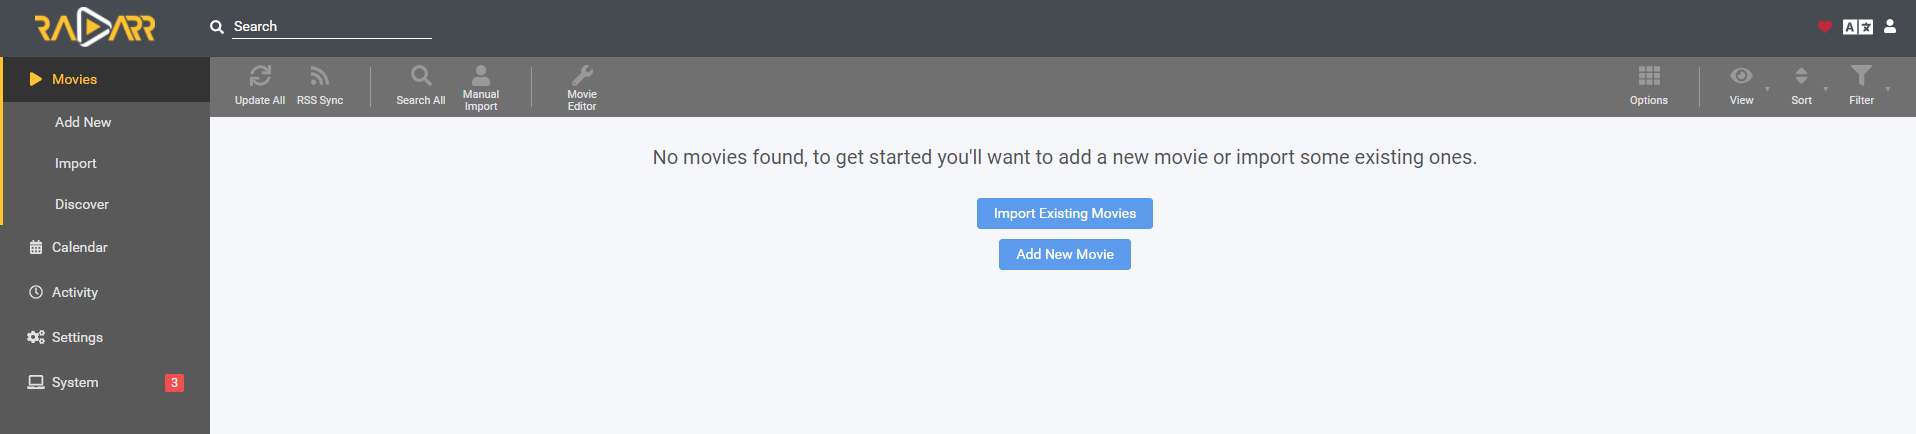 RADARR
Search
Movies
Add New
Import
Discover
Calendar
Activity
Settings
System 3
Update All
RSS Sync
Search All
Manual
Import
Movie
Editor
Options
View
Sort
Filter
No movies found, to get started you'll want to add a new movie or import some existing ones.
Import Existing Movies
Add New Movie